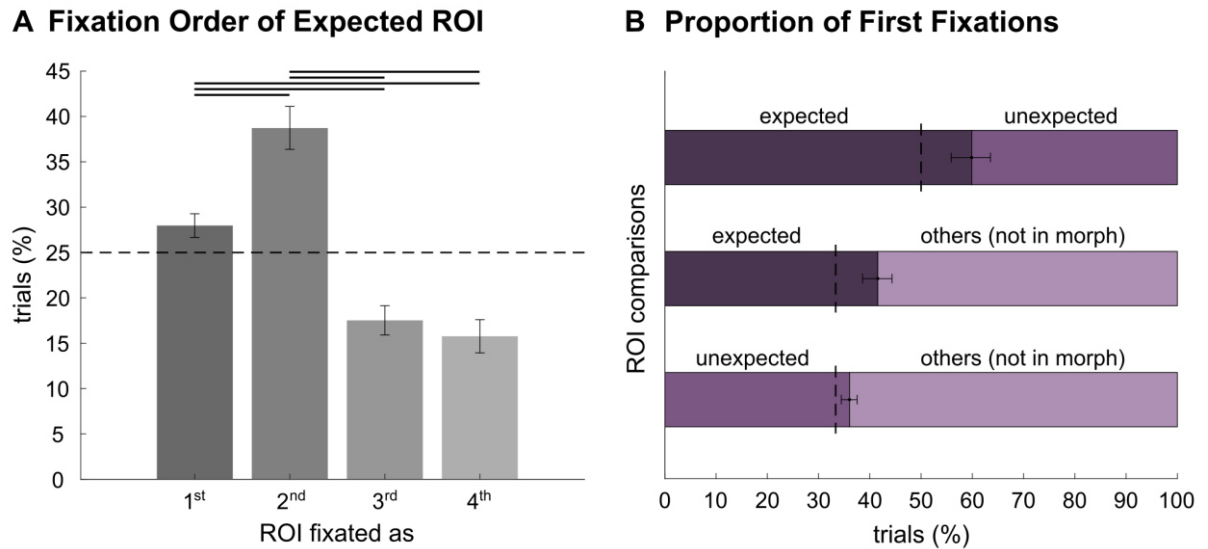 A Fixation Order of Expected ROI
45
40
35
30
25
20
15
10
5
0
trials (%)
1st
2nd
3rd
4th
ROI fixated as
B Proportion of First Fixations
ROI comparisons
expected unexpected
expected others (not in morph)
unexpected others (not in morph)
0 10 20 30 40 50 60 70 80 90 100
trials (%)